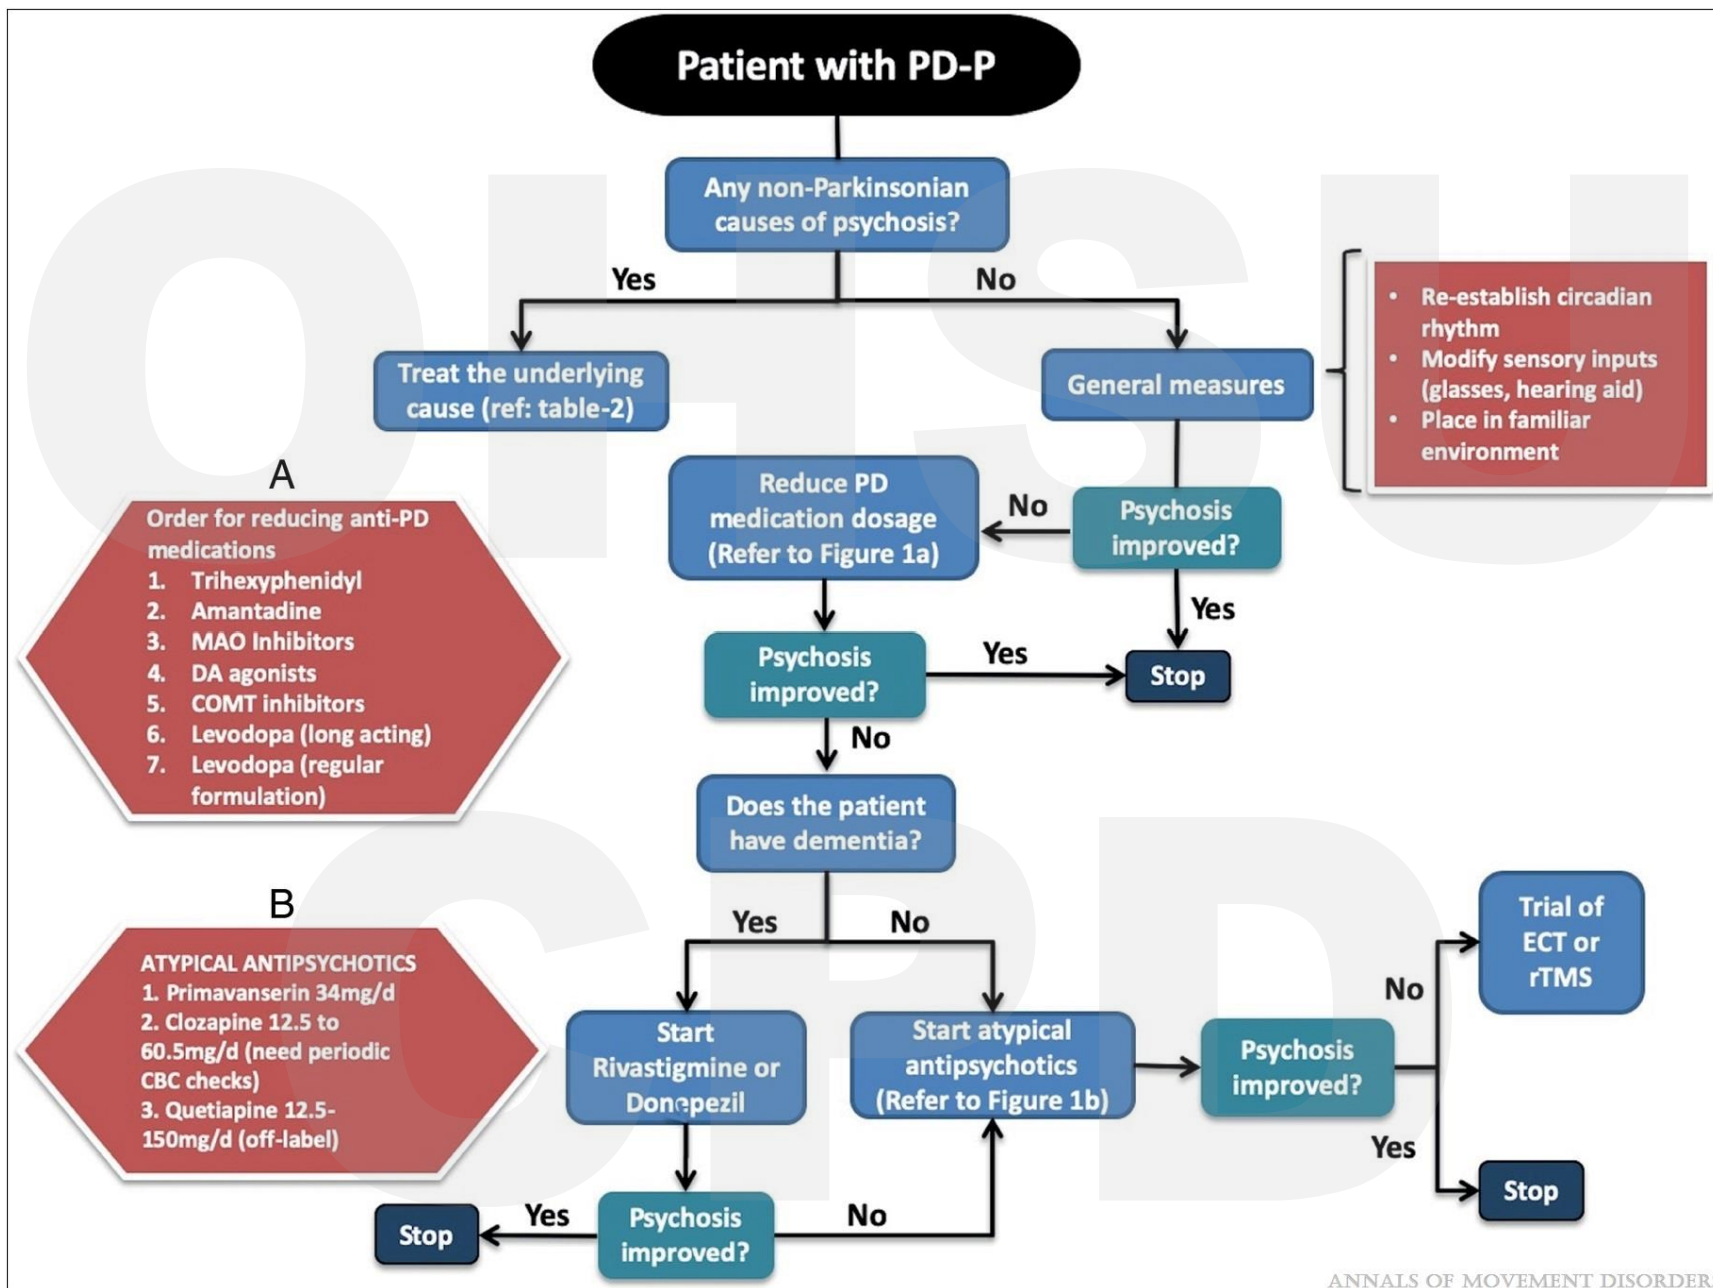 Patient with PD-P
Any non-Parkinsonian
causes of psychosis?
Yes
No
Treat the underlying
cause (ref: table-2)
General measures
• Re-establish circadian
rhythm
• Modify sensory inputs
(glasses, hearing aid)
• Place in familiar
environment
A
Order for reducing anti-PD
medications
1. Trihexyphenidyl
2. Amantadine
3. MAO Inhibitors
4. DA agonists
5. COMT inhibitors
6. Levodopa (long acting)
7. Levodopa (regular
formulation)
Reduce PD
medication dosage
(Refer to Figure 1a)
No
Psychosis
improved?
Yes
Psychosis
improved?
Yes
Stop
No
Does the patient
have dementia?
Yes
No
B
ATYPICAL ANTIPSYCHOTICS
1. Primavanserin 34mg/d
2. Clozapine 12.5 to
60.5mg/d (need periodic
CBC checks)
3. Quetiapine 12.5-
150mg/d (off-label)
Start
Rivastigmine or
Donepezil
Start atypical
antipsychotics
(Refer to Figure 1b)
Psychosis
improved?
No
Trial of
ECT or
rTMS
Yes
Stop
Stop
Yes
Psychosis
improved?
No
OHSU
CPD
ANNALS OF MOVEMENT DISORDER